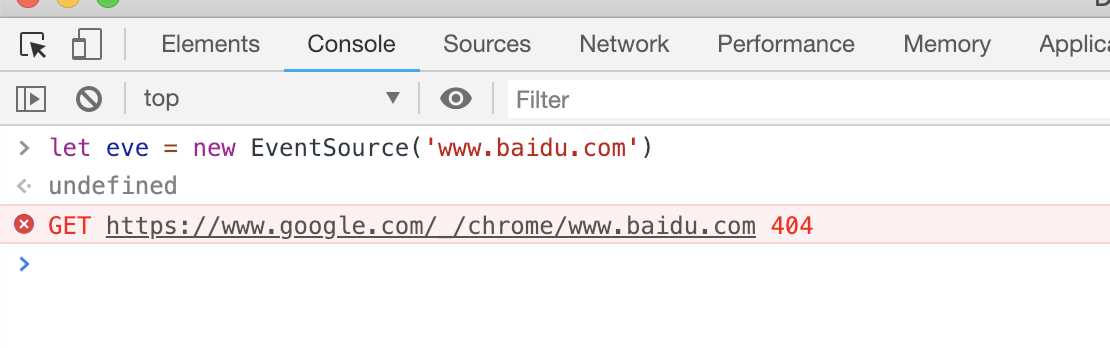 Elements Console Sources Network Performance Memory Applica
top Filter
let eve = new EventSource('www.baidu.com')
undefined
GET https://www.google.com/_/chrome/www.baidu.com 404